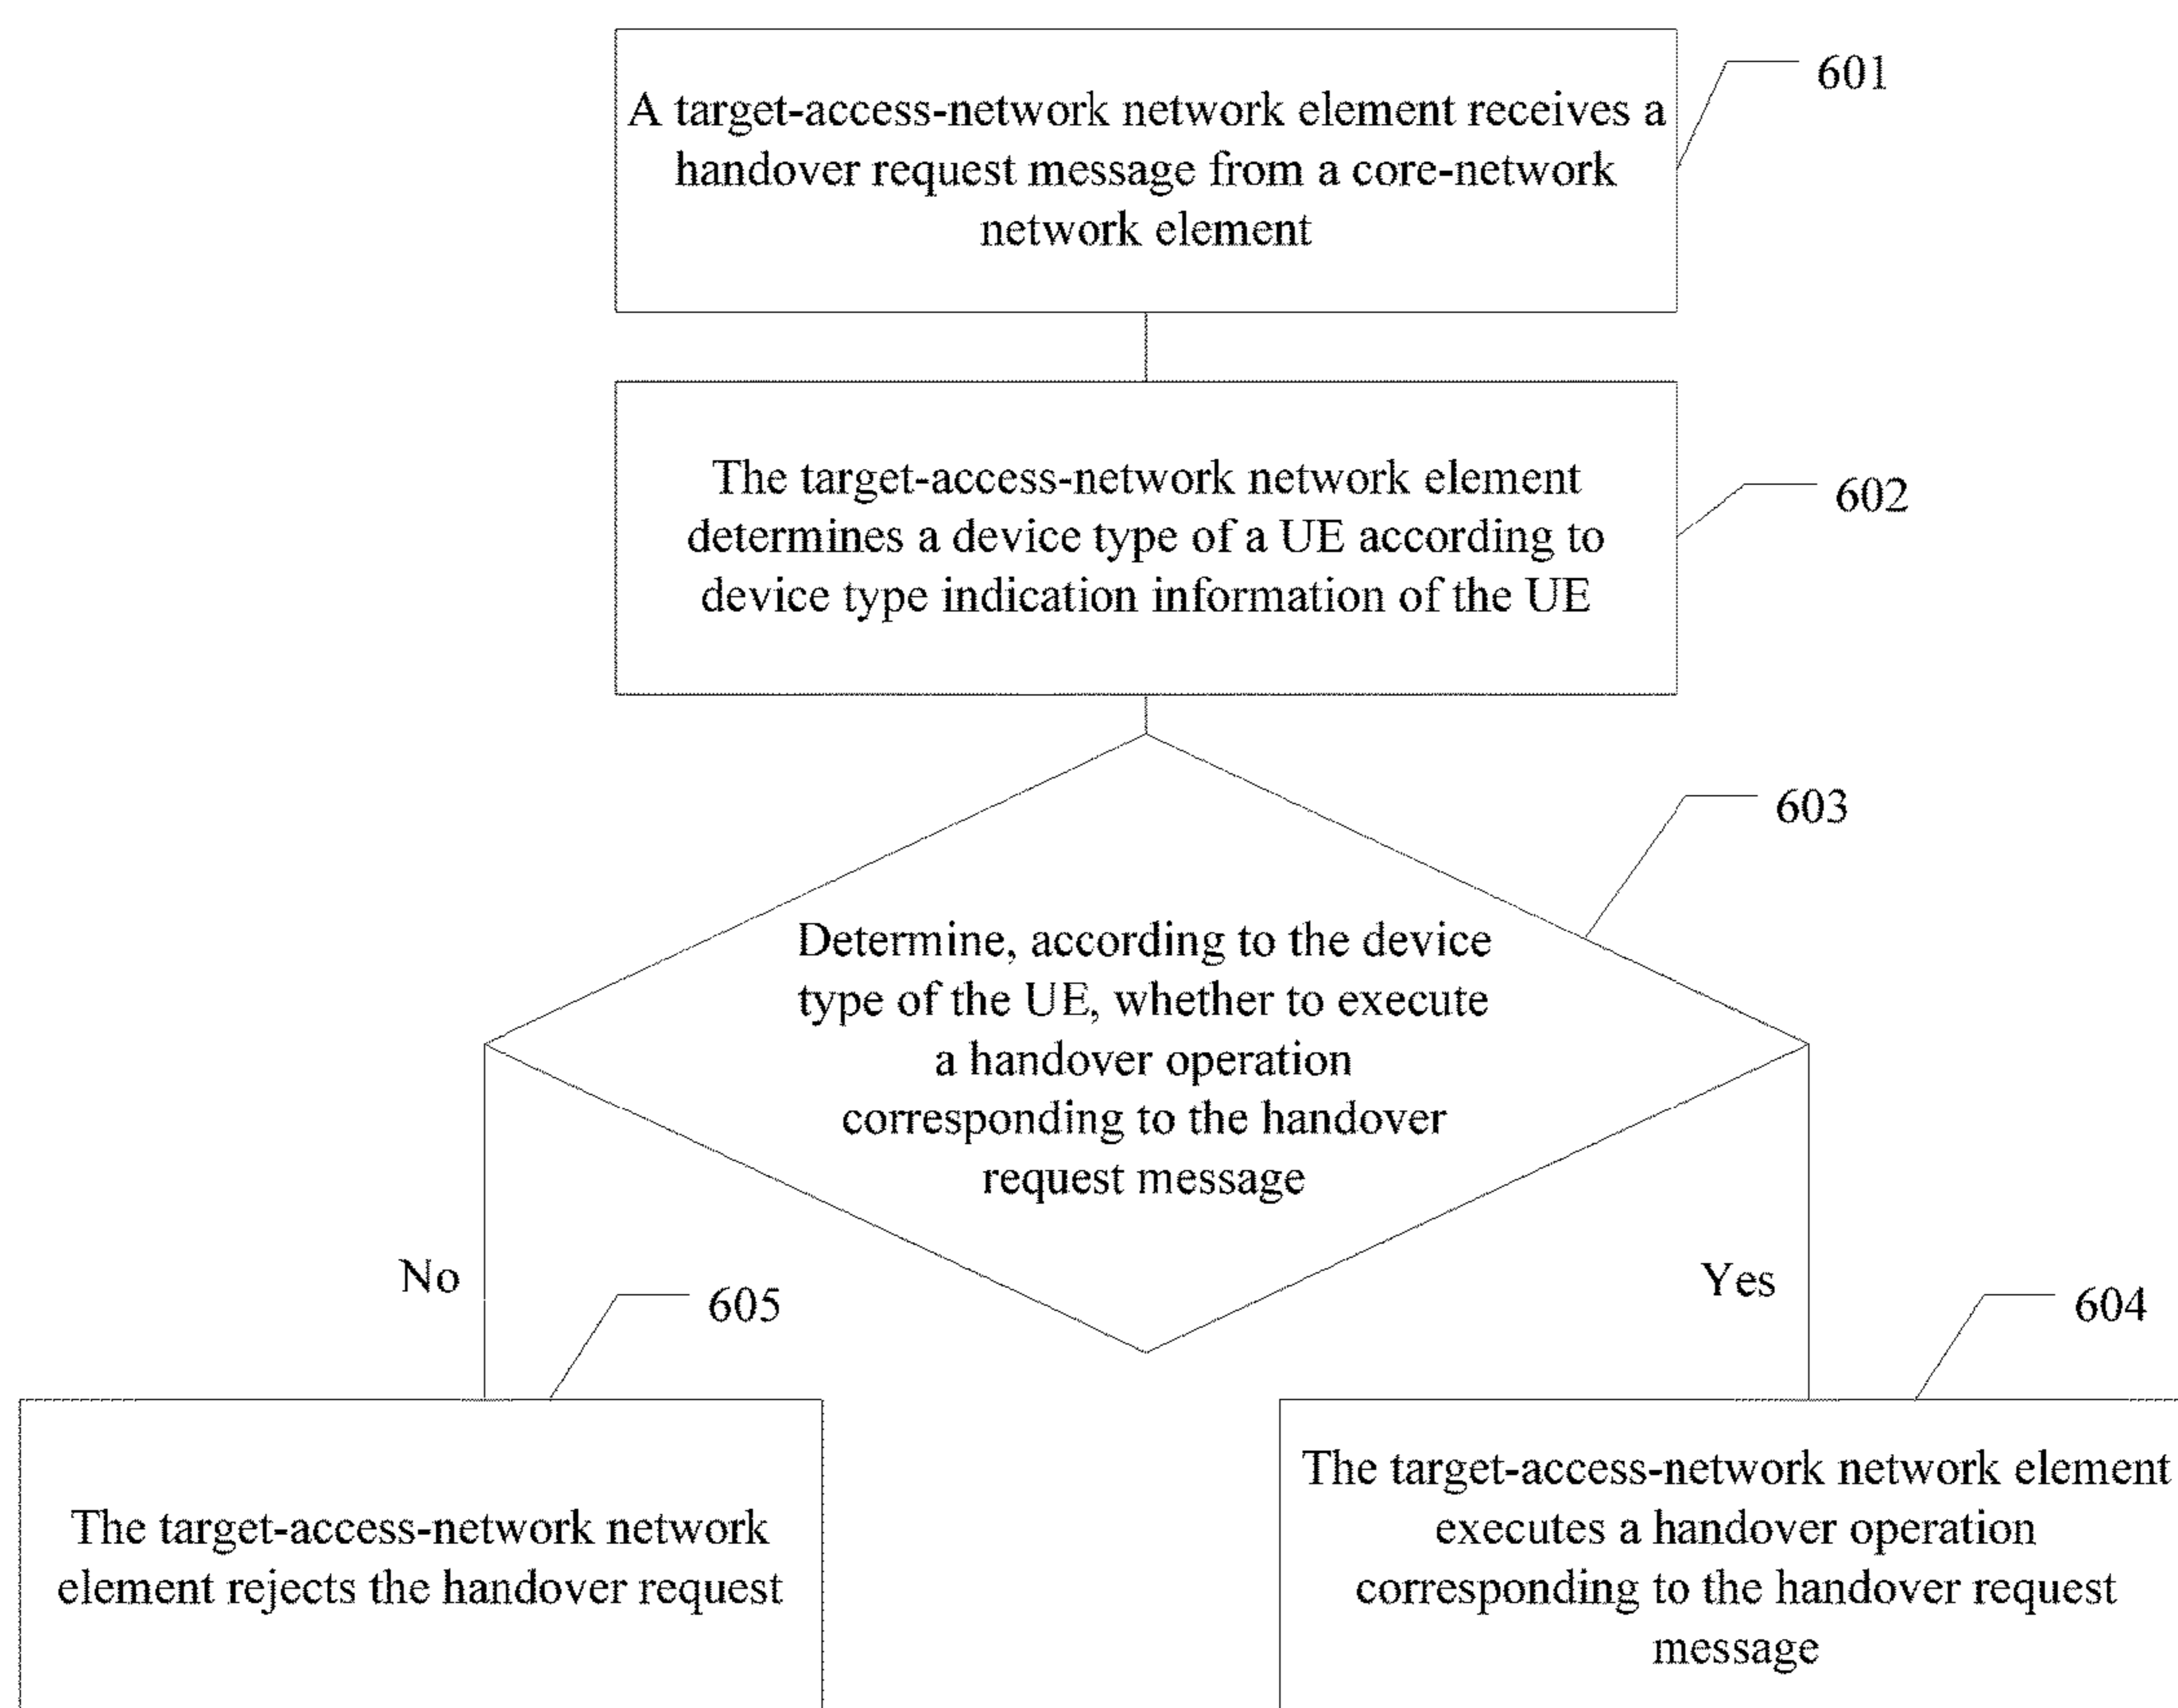 A target-access-network network element receives a
handover request message from a core-network
network element
601
The target-access-network network element
determines a device type of a UE according to
device type indication information of the UE
602
603
Determine, according to the device
type of the UE, whether to execute
a handover operation
corresponding to the handover
request message
No
Yes
605
604
The target-access-network network
element rejects the handover request
The target-access-network network element
executes a handover operation
corresponding to the handover request
message